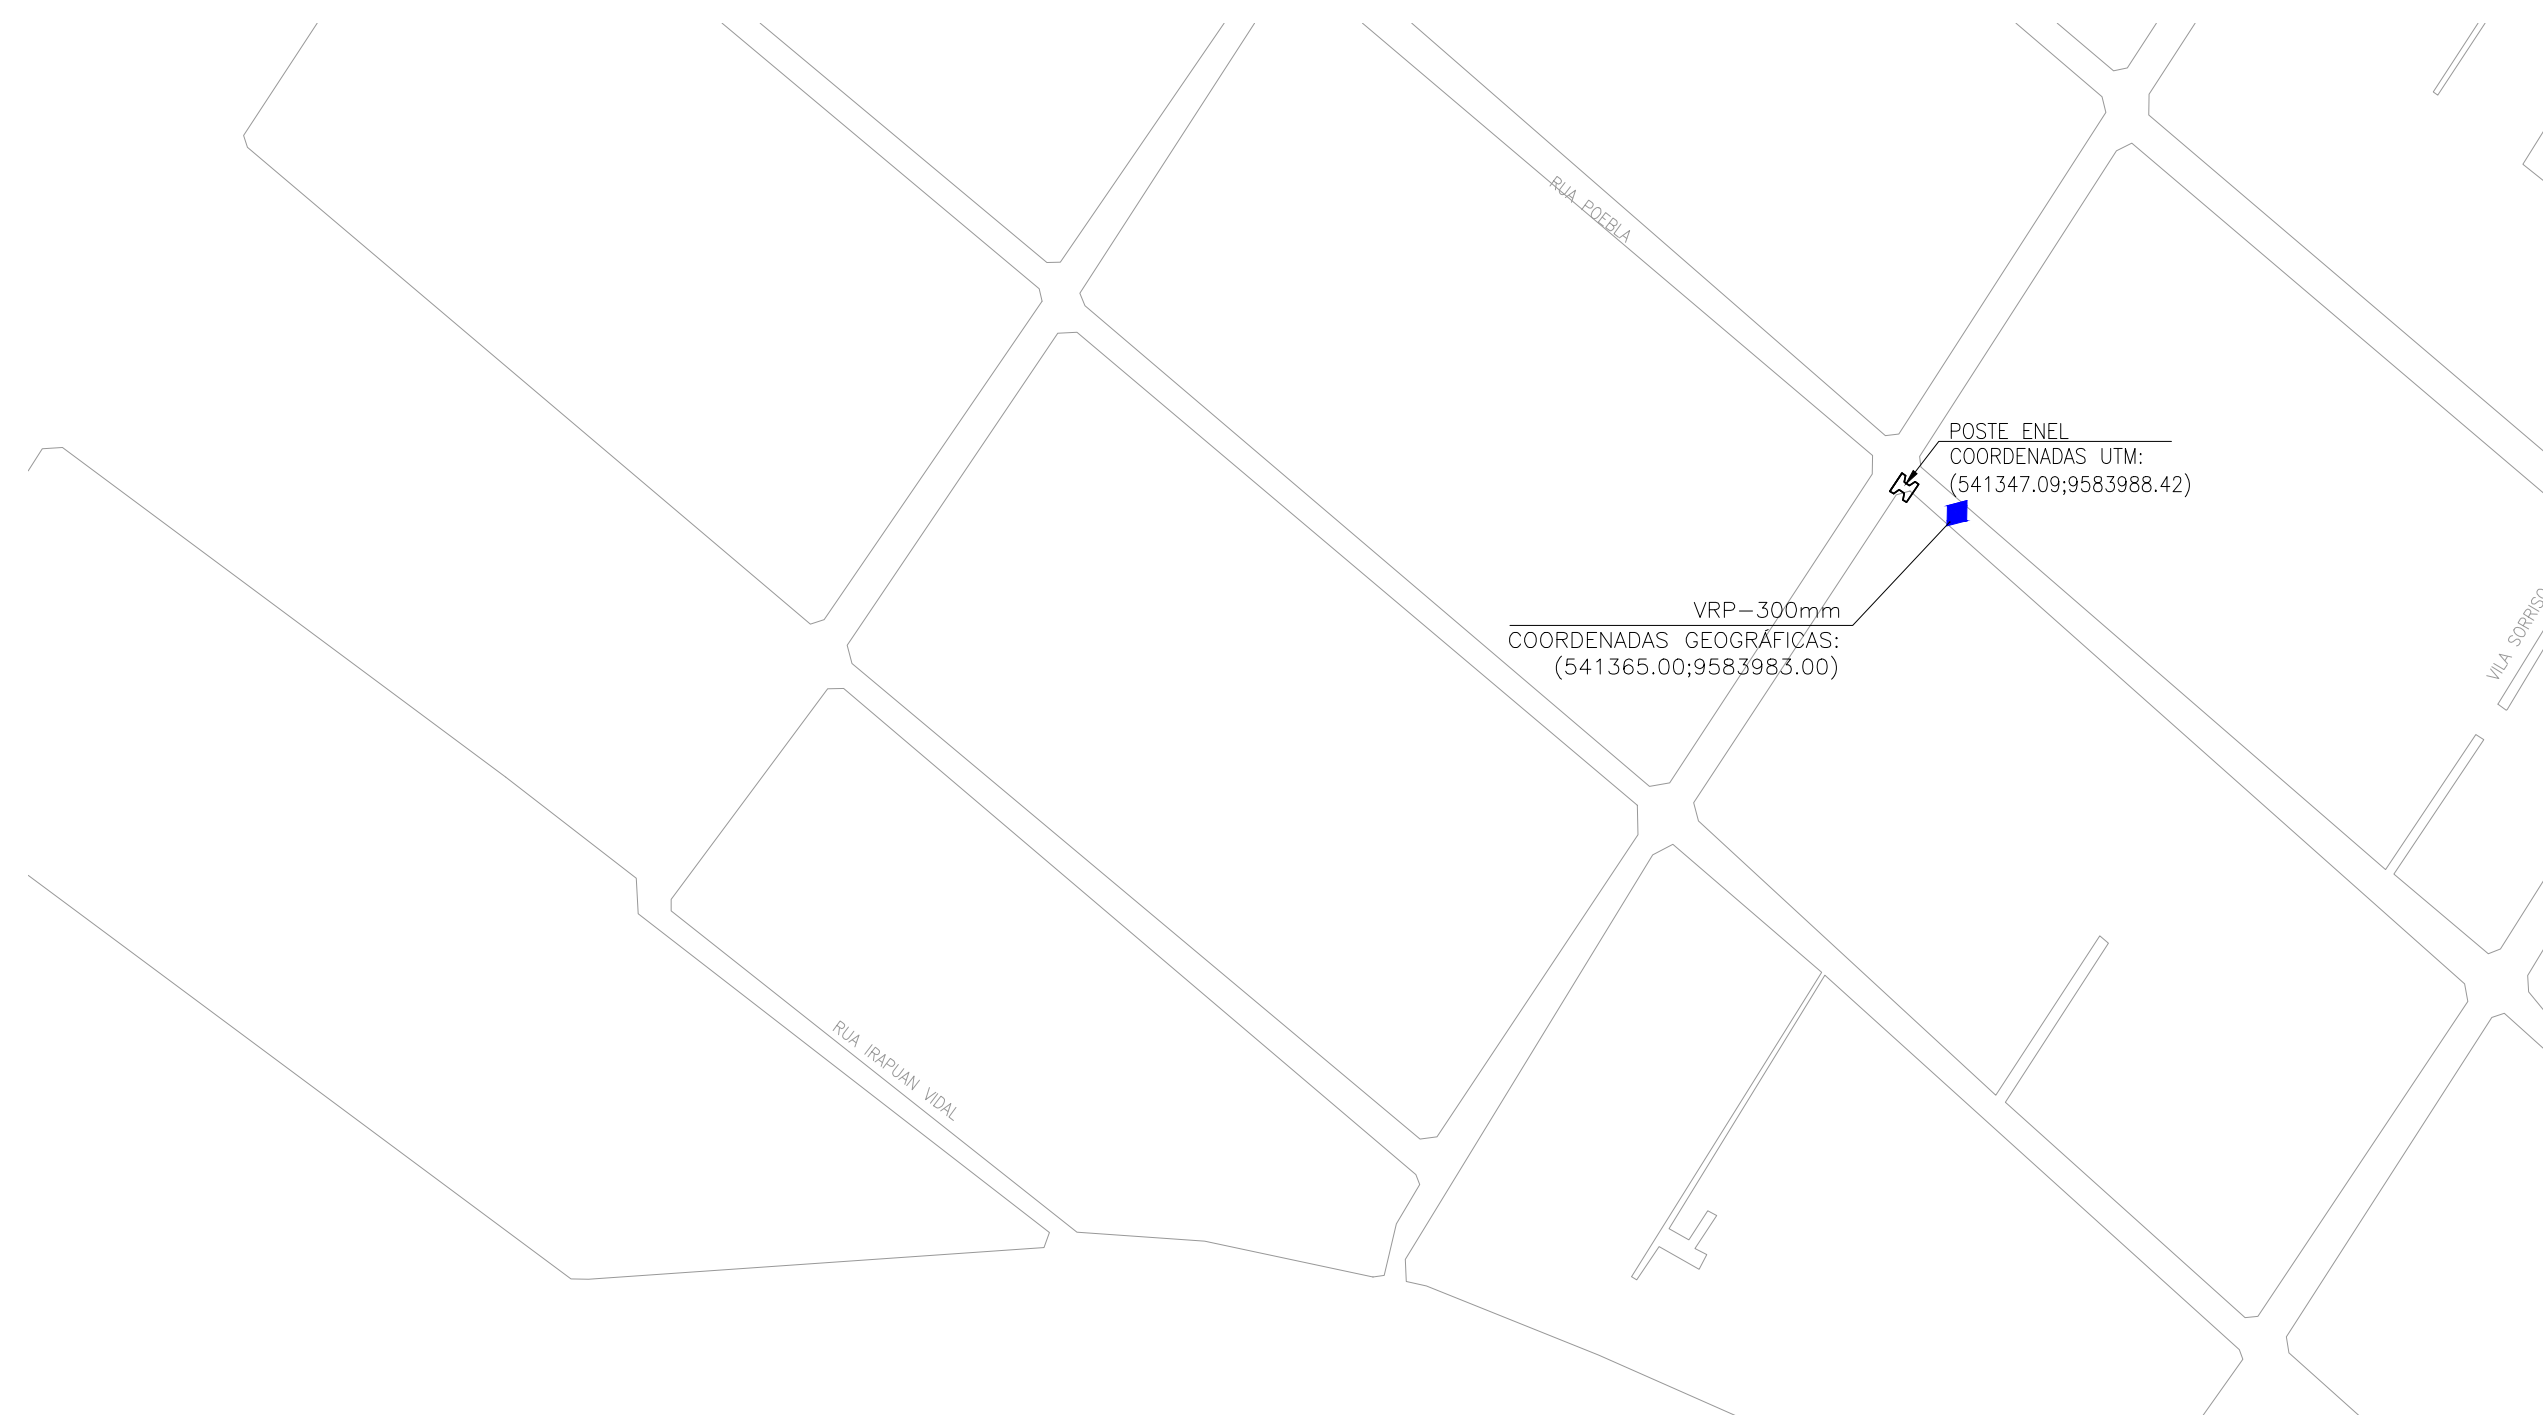 RUA POEBLA
POSTE ENEL
COORDENADAS UTM:
(541347.09;9583988.42)
VRP-300mm
COORDENADAS GEOGRÁFICAS:
(541365.00;9583983.00)
VILA SORRISO
RUA IRAPUAN VIDAL